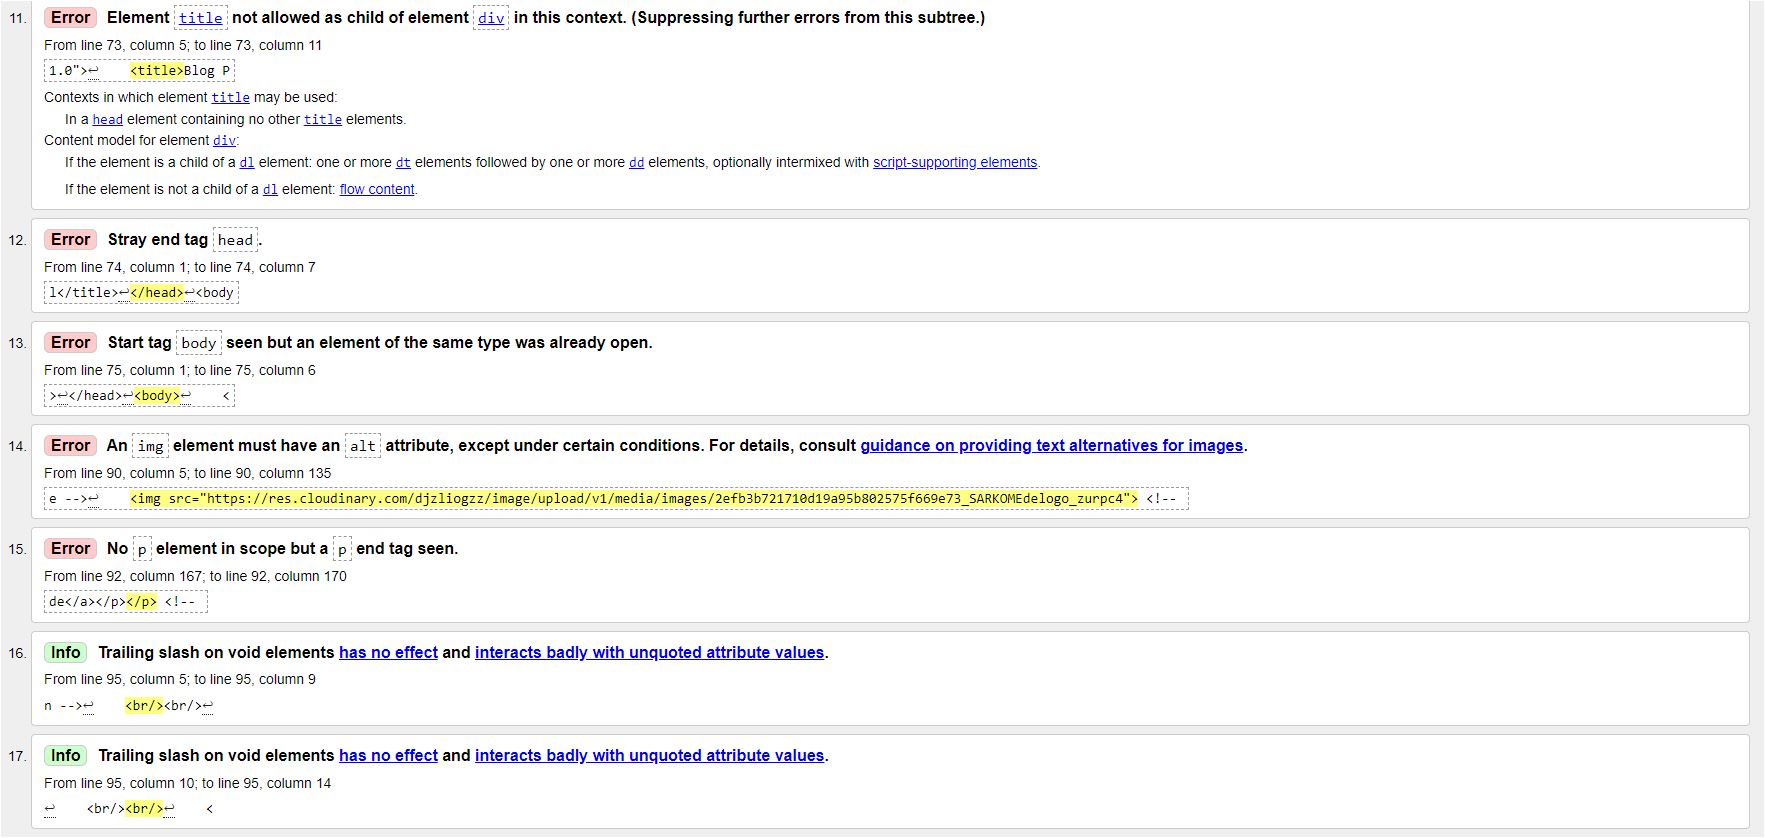 11. Error Element title not allowed as child of element div in this context. (Suppressing further errors from this subtree.)
From line 73, column 5; to line 73, column 11
1.0">↩    <title>Blog P
Contexts in which element title may be used:
In a head element containing no other title elements.
Content model for element div:
If the element is a child of a dl element: one or more dt elements followed by one or more dd elements, optionally intermixed with script-supporting elements.
If the element is not a child of a dl element: flow content.
12. Error Stray end tag head.
From line 74, column 1; to line 74, column 7
l</title>↩</head>↩<body
13. Error Start tag body seen but an element of the same type was already open.
From line 75, column 1; to line 75, column 6
>↩</head>↩<body>↩    <
14. Error An img element must have an alt attribute, except under certain conditions. For details, consult guidance on providing text alternatives for images.
From line 90, column 5; to line 90, column 135
e -->↩    <img src="https://res.cloudinary.com/djzliogzz/image/upload/v1/media/images/2efb3b721710d19a95b802575f669e73_SARKOMEdelogo_zurpc4"> <!--
15. Error No p element in scope but a p end tag seen.
From line 92, column 167; to line 92, column 170
de</a></p></p> <!--
16. Info Trailing slash on void elements has no effect and interacts badly with unquoted attribute values.
From line 95, column 5; to line 95, column 9
n -->↩    <br/><br/>↩
17. Info Trailing slash on void elements has no effect and interacts badly with unquoted attribute values.
From line 95, column 10; to line 95, column 14
↩    <br/><br/>↩    <